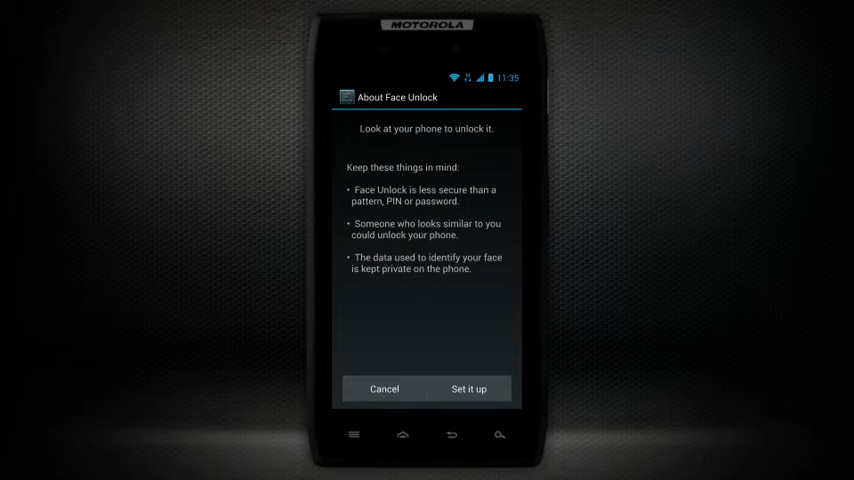 MOTOROLA
11:35
About Face Unlock
Look at your phone to unlock it.
Keep these things in mind:
• Face Unlock is less secure than a
pattern, PIN or password.
• Someone who looks similar to you
could unlock your phone.
• The data used to identify your face
is kept private on the phone.
Cancel
Set it up